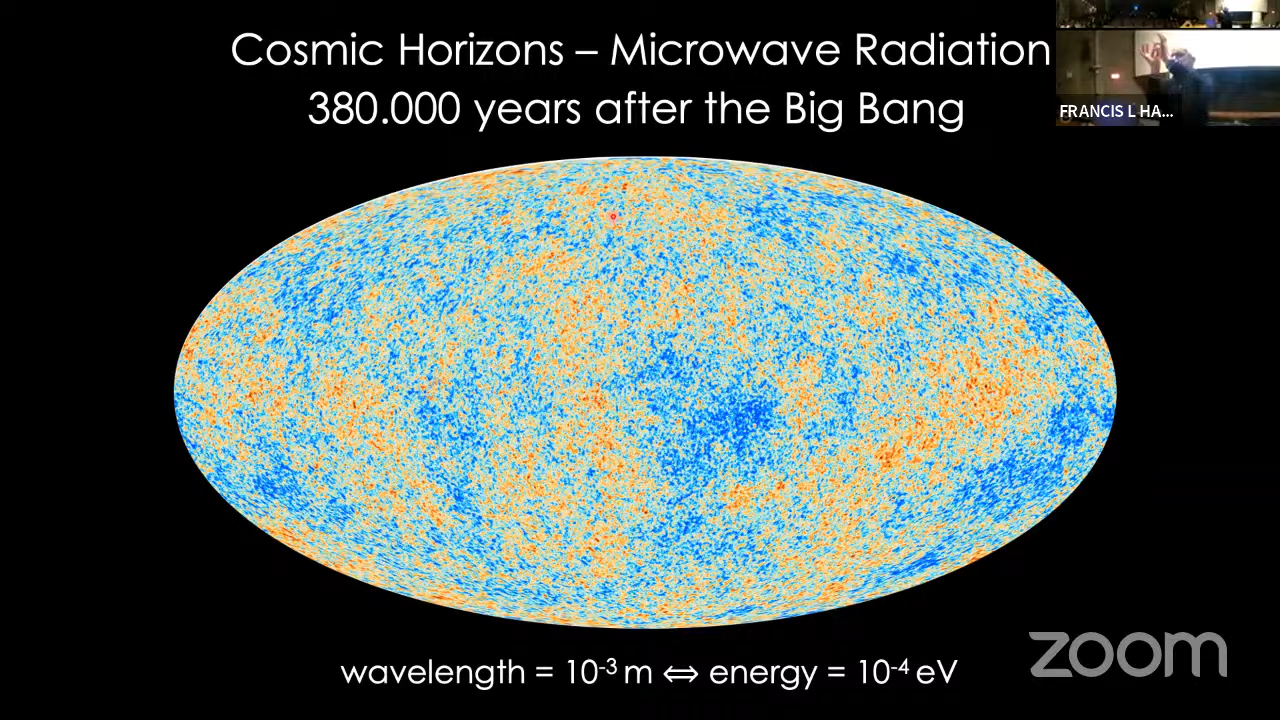 Cosmic Horizons – Microwave Radiation
380.000 years after the Big Bang
FRANCIS L HA...
wavelength = 10⁻³ m ⇔ energy = 10⁻⁴ eV
zoom